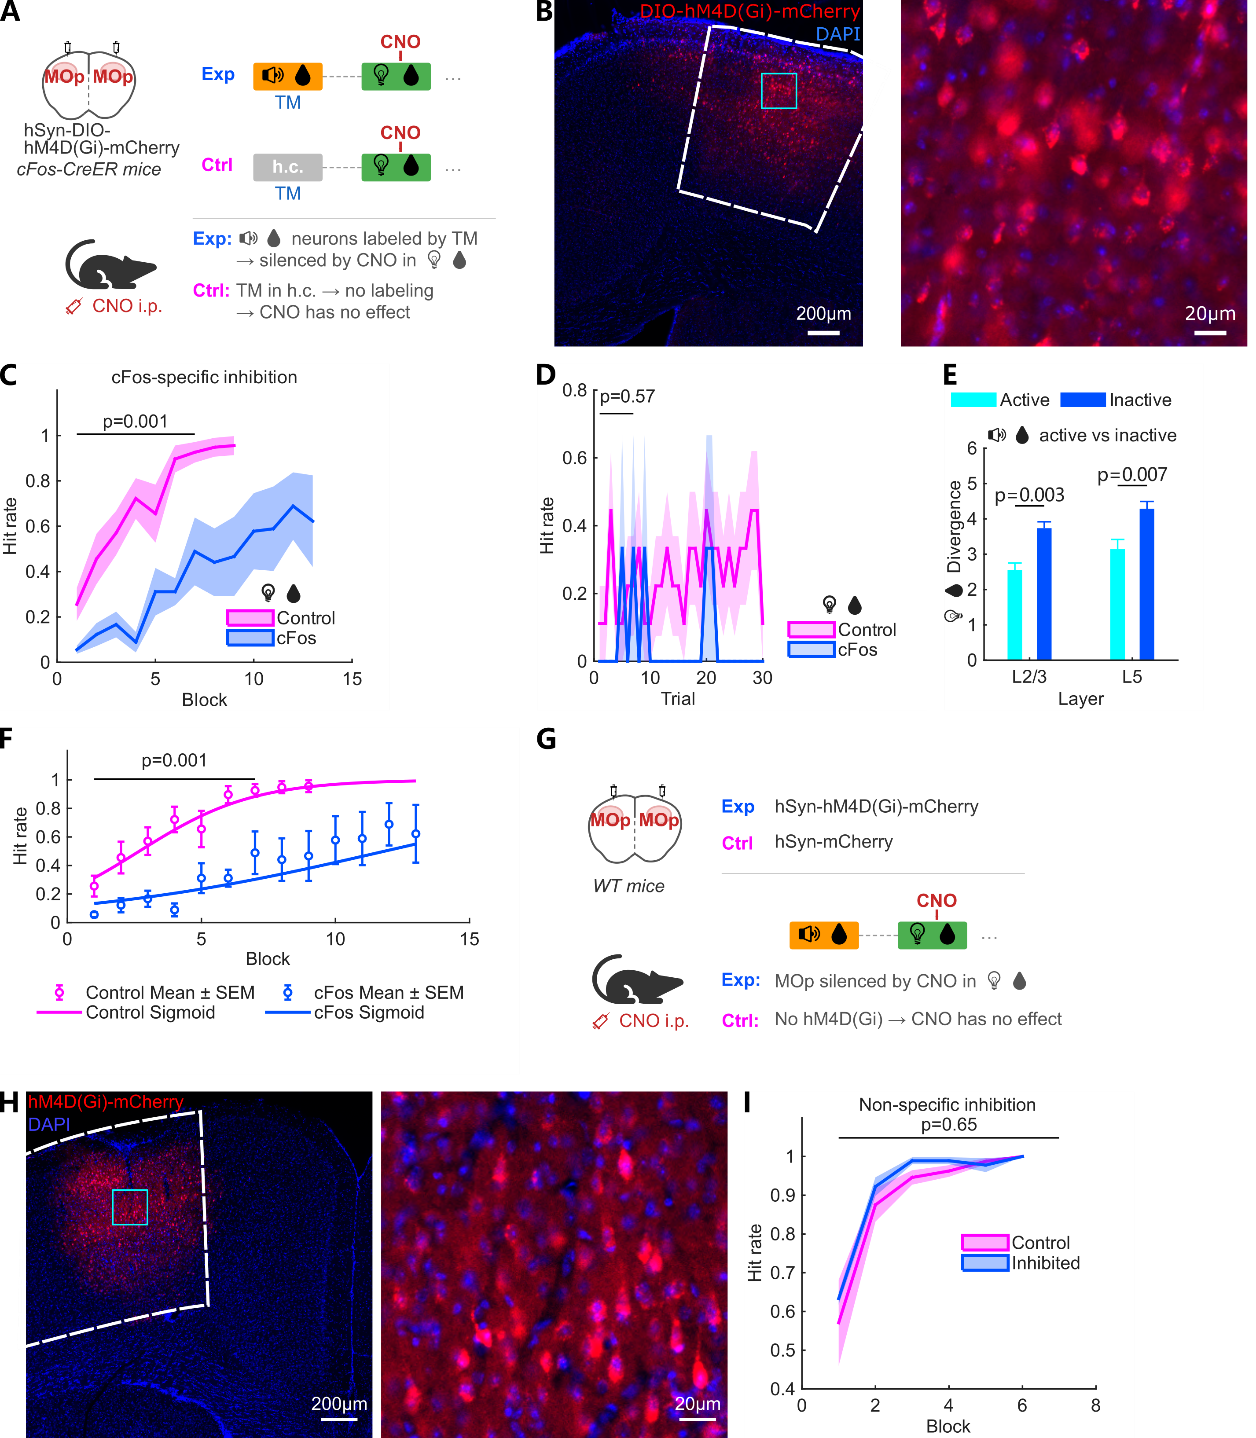 A
CNO
MOp MOp
Exp
...
TM
hSyn-DIO-
hM4D(Gi)-mCherry
cFos-CreER mice
CNO
Ctrl
h.c.
...
TM
Exp: neurons labeled by TM
→ silenced by CNO in
Ctrl: TM in h.c. → no labeling
→ CNO has no effect
CNO i.p.
B
DIO-hM4D(Gi)-mCherry
DAPI
200µm
20µm
C
cFos-specific inhibition
p=0.001
1
0.8
0.6
0.4
0.2
0
Hit rate
Control
cFos
0 5 10 15
Block
D
0.8
p=0.57
0.6
0.4
0.2
0
Hit rate
Control
cFos
0 10 20 30
Trial
E
Active Inactive
active vs inactive
6
5
4
3
2
1
0
p=0.003
p=0.007
Divergence
L2/3 L5
Layer
F
p=0.001
1
0.8
0.6
0.4
0.2
0
Hit rate
0 5 10 15
Block
Control Mean ± SEM cFos Mean ± SEM
Control Sigmoid cFos Sigmoid
G
MOp MOp
WT mice
Exp hSyn-hM4D(Gi)-mCherry
Ctrl hSyn-mCherry
CNO
...
Exp: MOp silenced by CNO in
Ctrl: No hM4D(Gi) → CNO has no effect
CNO i.p.
H
hM4D(Gi)-mCherry
DAPI
200µm
20µm
I
Non-specific inhibition
p=0.65
1
0.9
0.8
0.7
0.6
0.5
0.4
Hit rate
Control
Inhibited
0 2 4 6 8
Block